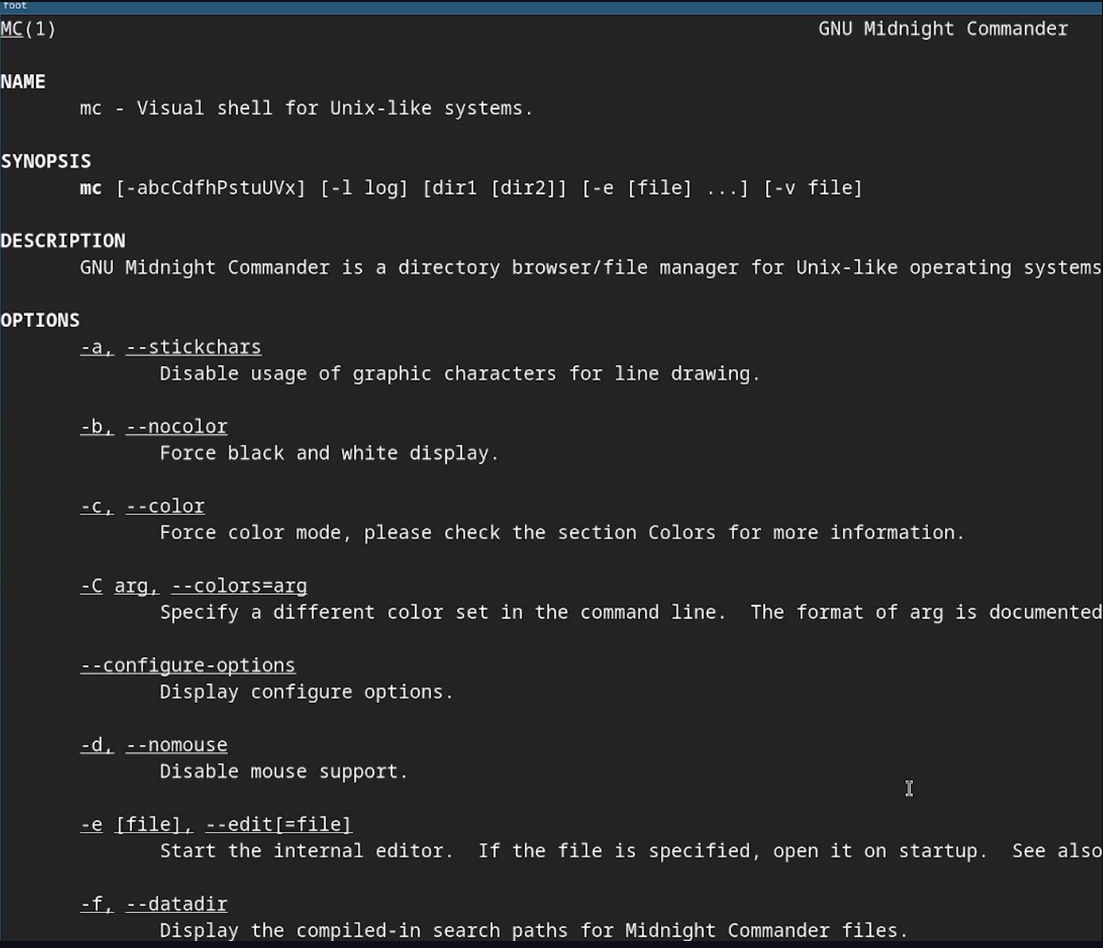 foot
MC(1) GNU Midnight Commander
NAME
mc - Visual shell for Unix-like systems.
SYNOPSIS
mc [-abcCdfhPstuUVx] [-l log] [dir1 [dir2]] [-e [file] ...] [-v file]
DESCRIPTION
GNU Midnight Commander is a directory browser/file manager for Unix-like operating systems
OPTIONS
-a, --stickchars
Disable usage of graphic characters for line drawing.
-b, --nocolor
Force black and white display.
-c, --color
Force color mode, please check the section Colors for more information.
-C arg, --colors=arg
Specify a different color set in the command line.  The format of arg is documented
--configure-options
Display configure options.
-d, --nomouse
Disable mouse support.
-e [file], --edit[=file]
Start the internal editor.  If the file is specified, open it on startup.  See also
-f, --datadir
Display the compiled-in search paths for Midnight Commander files.